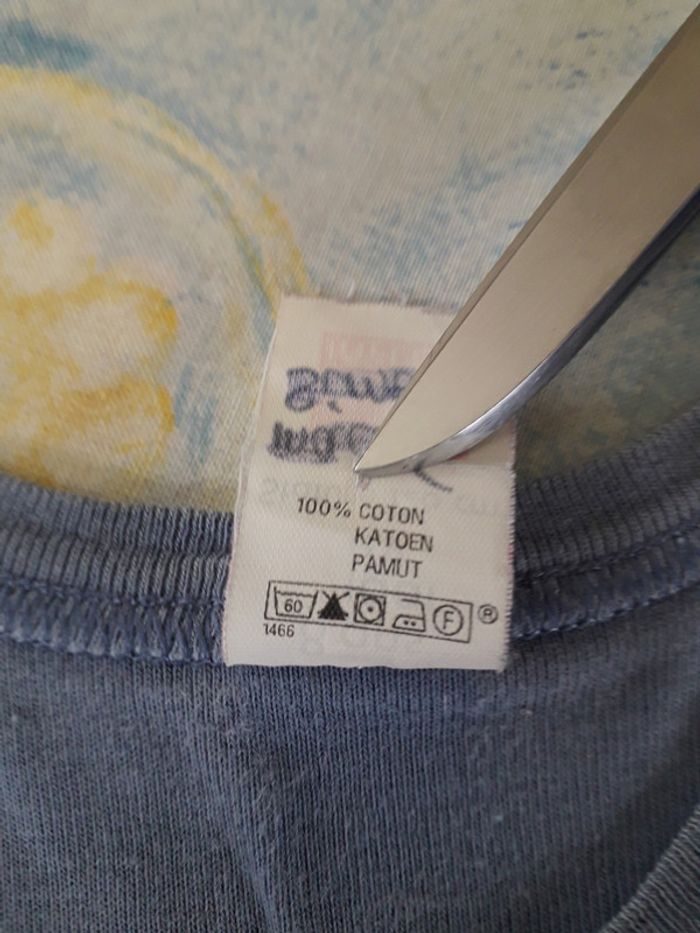 100% COTON
KATOEN
PAMUT
60 F ®
1466